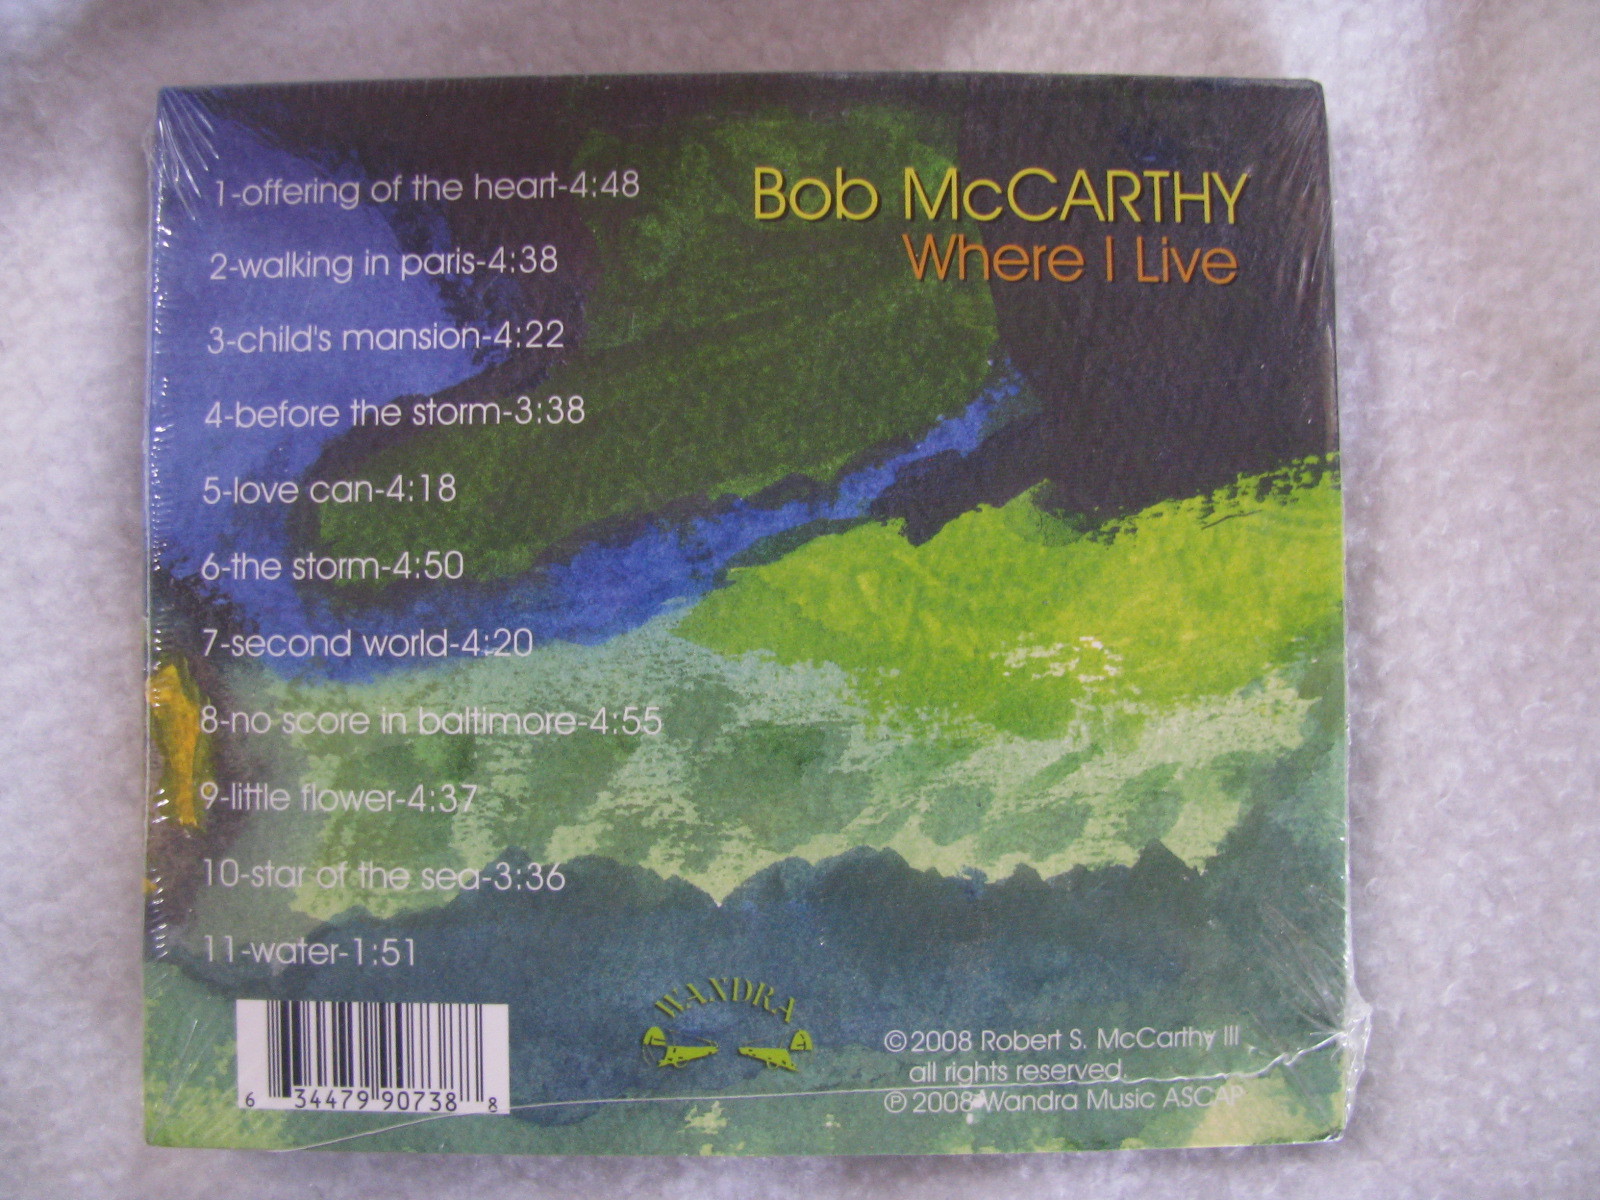 1-offering of the heart-4:48
2-walking in paris-4:38
3-child's mansion-4:22
4-before the storm-3:38
5-love can-4:18
6-the storm-4:50
7-second world-4:20
8-no score in baltimore-4:55
9-little flower-4:37
10-star of the sea-3:36
11-water-1:51
Bob McCARTHY
Where I Live
6 34479 90738 8
WANDRA
©2008 Robert S. McCarthy III
all rights reserved.
℗ 2008 Wandra Music ASCAP